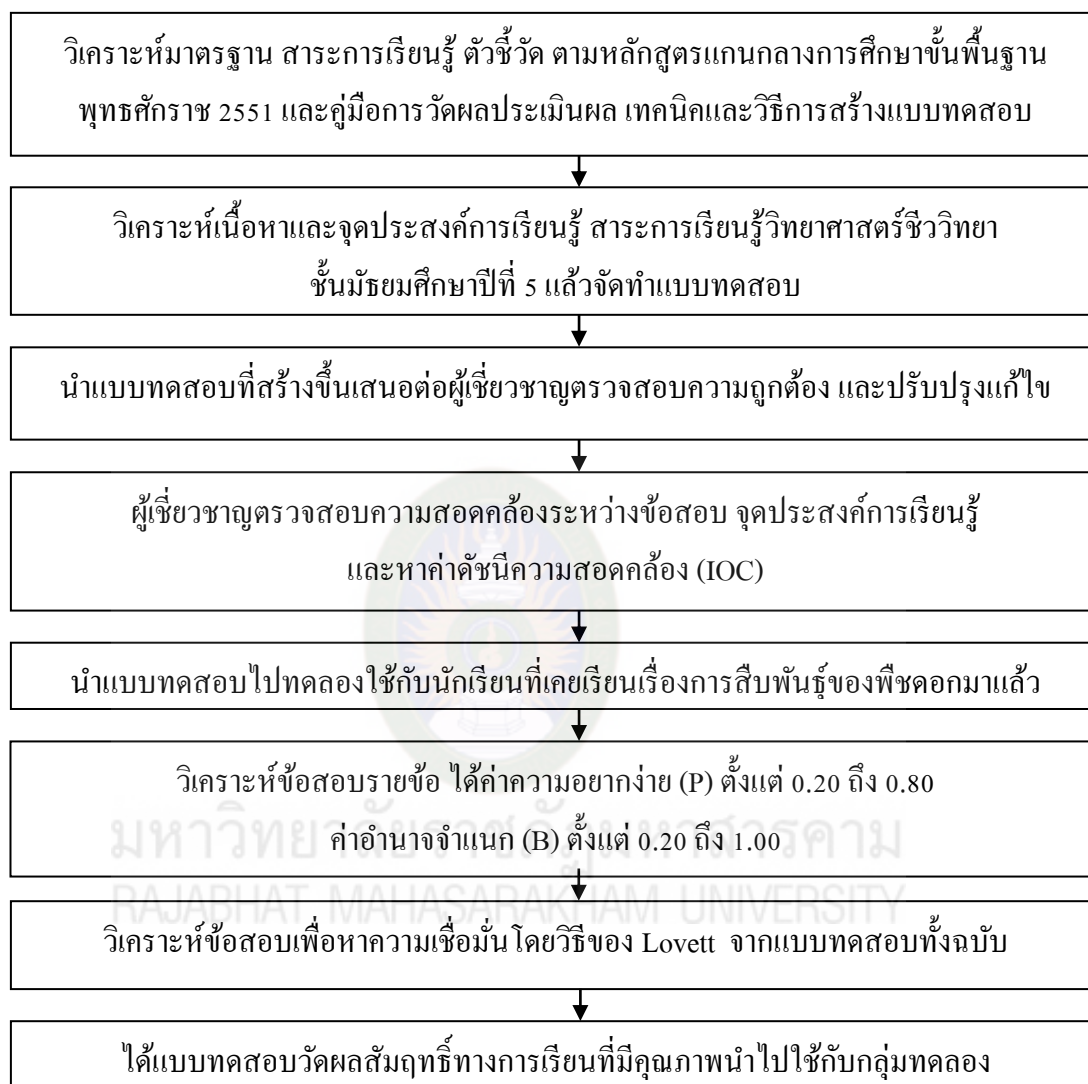 วิเคราะห์มาตรฐาน สาระการเรียนรู้ ตัวชี้วัด ตามหลักสูตรแกนกลางการศึกษาขั้นพื้นฐาน
พุทธศักราช 2551 และคู่มือการวัดผลประเมินผล เทคนิคและวิธีการสร้างแบบทดสอบ
วิเคราะห์เนื้อหาและจุดประสงค์การเรียนรู้ สาระการเรียนรู้วิทยาศาสตร์ชีววิทยา
ชั้นมัธยมศึกษาปีที่ 5 แล้วจัดทำแบบทดสอบ
นำแบบทดสอบที่สร้างขึ้นเสนอต่อผู้เชี่ยวชาญตรวจสอบความถูกต้อง และปรับปรุงแก้ไข
ผู้เชี่ยวชาญตรวจสอบความสอดคล้องระหว่างข้อสอบ จุดประสงค์การเรียนรู้
และหาค่าดัชนีความสอดคล้อง (IOC)
นำแบบทดสอบไปทดลองใช้กับนักเรียนที่เคยเรียนเรื่องการสืบพันธุ์ของพืชดอกมาแล้ว
วิเคราะห์ข้อสอบรายข้อ ได้ค่าความอยากง่าย (P) ตั้งแต่ 0.20 ถึง 0.80
ค่าอำนาจจำแนก (B) ตั้งแต่ 0.20 ถึง 1.00
มหาวิทยาลัยราชภัฏมหาสารคาม
RAJABHAT MAHASARAKHAM UNIVERSITY
วิเคราะห์ข้อสอบเพื่อหาความเชื่อมั่นโดยวิธีของ Lovett จากแบบทดสอบทั้งฉบับ
ได้แบบทดสอบวัดผลสัมฤทธิ์ทางการเรียนที่มีคุณภาพนำไปใช้กับกลุ่มทดลอง